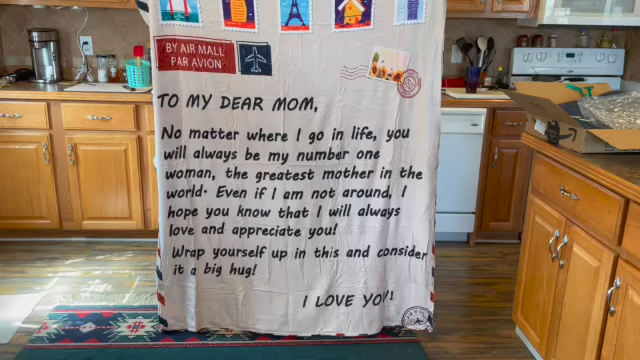 BY AIR MALL
PAR AVION
TO MY DEAR MOM,
No matter where I go in life, you
will always be my number one
woman, the greatest mother in the
world. Even if I am not around, I
hope you know that I will always
love and appreciate you!
Wrap yourself up in this and consider
it a big hug!
I LOVE YOU!